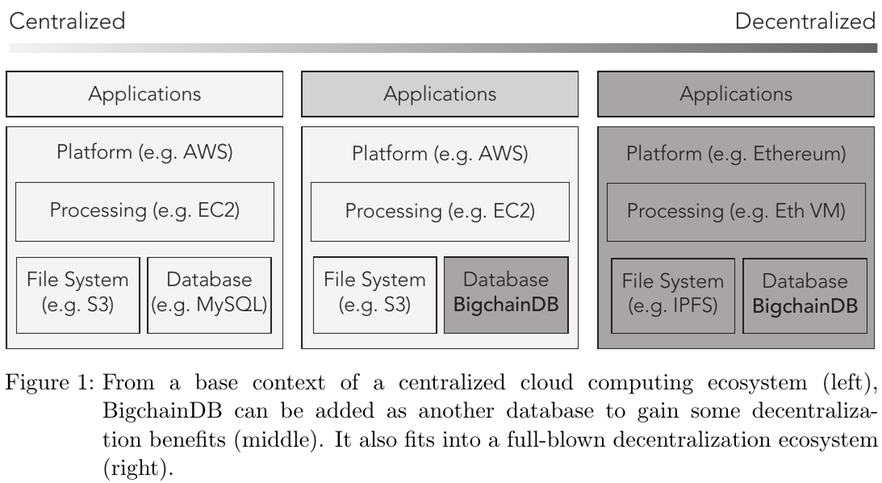 Centralized
Decentralized
Applications
Platform (e.g. AWS)
Processing (e.g. EC2)
File System
(e.g. S3)
Database
(e.g. MySQL)
Applications
Platform (e.g. AWS)
Processing (e.g. EC2)
File System
(e.g. S3)
Database
BigchainDB
Applications
Platform (e.g. Ethereum)
Processing (e.g. Eth VM)
File System
(e.g. IPFS)
Database
BigchainDB
Figure 1: From a base context of a centralized cloud computing ecosystem (left),
BigchainDB can be added as another database to gain some decentraliza-
tion benefits (middle). It also fits into a full-blown decentralization ecosystem
(right).